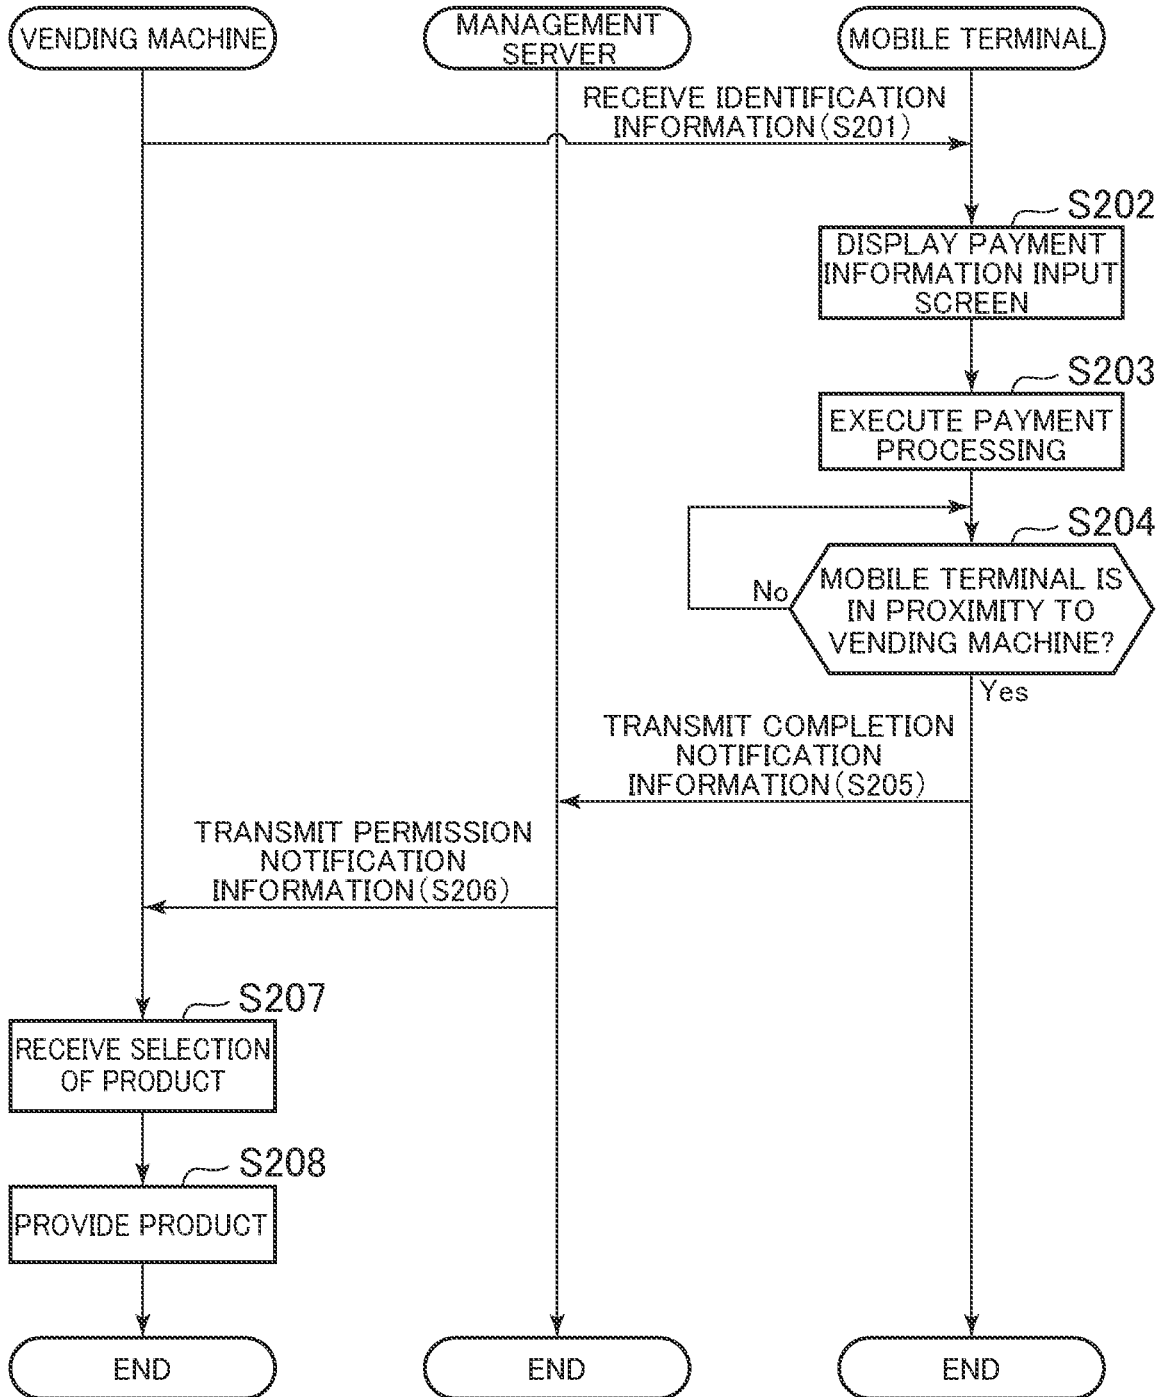 VENDING MACHINE
MANAGEMENT
SERVER
MOBILE TERMINAL
RECEIVE IDENTIFICATION
INFORMATION(S201)
S202
DISPLAY PAYMENT
INFORMATION INPUT
SCREEN
S203
EXECUTE PAYMENT
PROCESSING
S204
MOBILE TERMINAL IS
IN PROXIMITY TO
VENDING MACHINE?
No
Yes
TRANSMIT COMPLETION
NOTIFICATION
INFORMATION(S205)
TRANSMIT PERMISSION
NOTIFICATION
INFORMATION(S206)
S207
RECEIVE SELECTION
OF PRODUCT
S208
PROVIDE PRODUCT
END
END
END